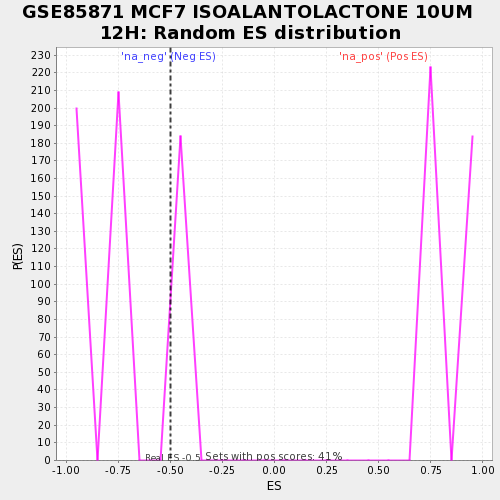 GSE85871 MCF7 ISOALANTOLACTONE 10UM
12H: Random ES distribution
'na_neg' (Neg ES)
'na_pos' (Pos ES)
P(ES)
230
220
210
200
190
180
170
160
150
140
130
120
110
100
90
80
70
60
50
40
30
20
10
0
Real ES -0.5
Sets with pos scores: 41%
-1.00 -0.75 -0.50 -0.25 0.00 0.25 0.50 0.75 1.00
ES